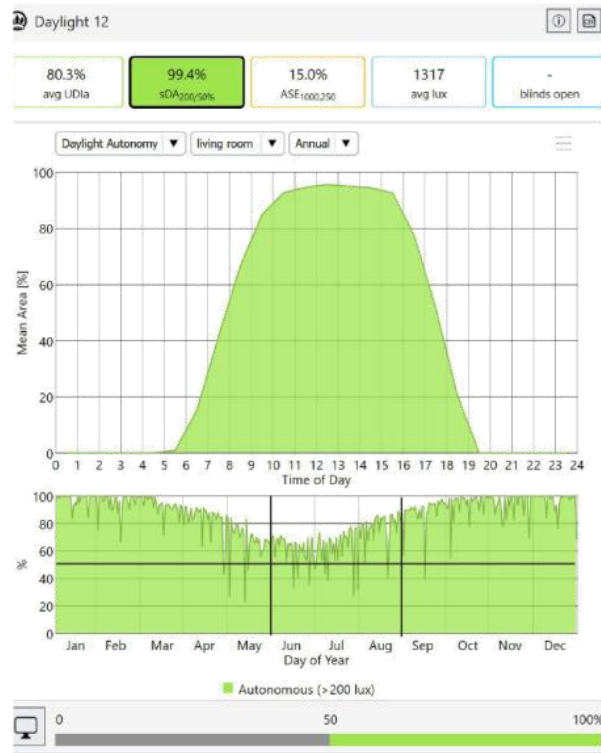 Daylight 12
80.3% 99.4% 15.0% 1317 -
avg UDIa sDA200/50% ASE1000,250 avg lux blinds open
Daylight Autonomy ▼ living room ▼ Annual ▼
100
80
60
40
20
0
Mean Area [%]
0 1 2 3 4 5 6 7 8 9 10 11 12 13 14 15 16 17 18 19 20 21 22 23 24
Time of Day
100
80
60
40
20
0
%
Jan Feb Mar Apr May Jun Jul Aug Sep Oct Nov Dec
Day of Year
Autonomous (>200 lux)
0 50 100%